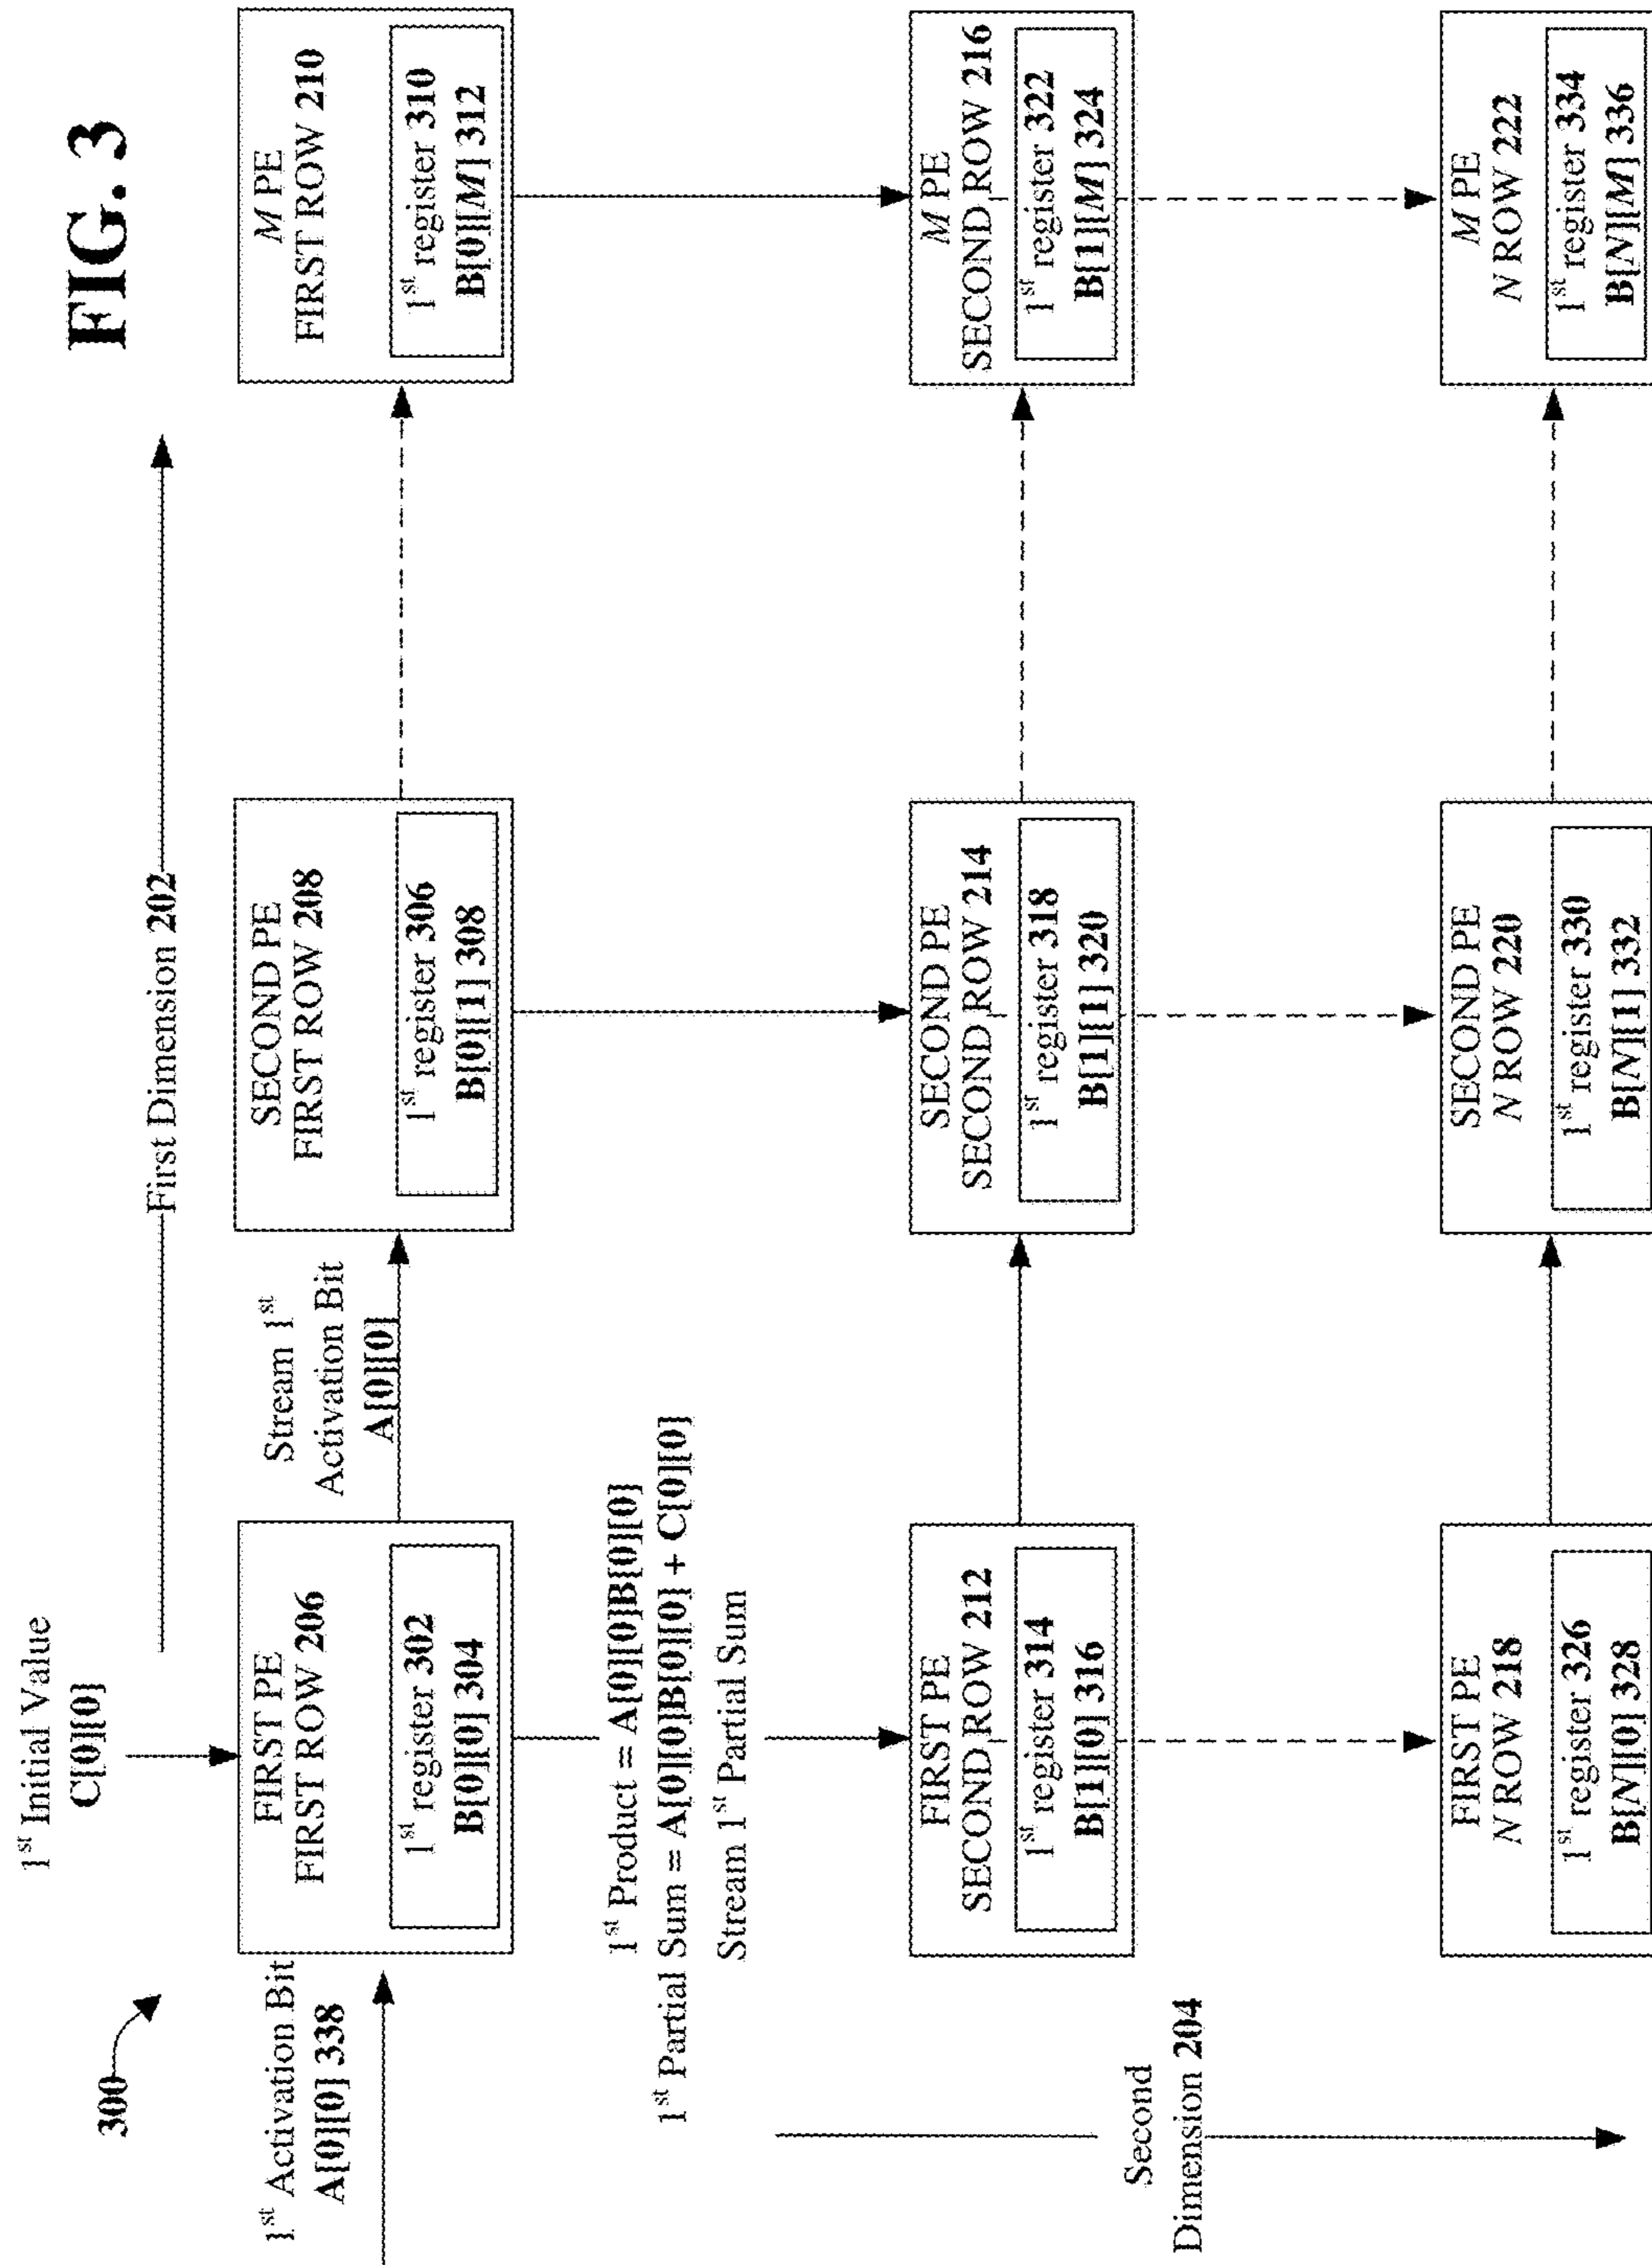 FIG. 3
300
1st Initial Value
C[0][0]
First Dimension 202
1st Activation Bit
A[0][0] 338
FIRST PE
FIRST ROW 206
1st register 302
B[0][0] 304
Stream 1st
Activation Bit
A[0][0]
SECOND PE
FIRST ROW 208
1st register 306
B[0][1] 308
M PE
FIRST ROW 210
1st register 310
B[0][M] 312
1st Product = A[0][0]B[0][0]
1st Partial Sum = A[0][0]B[0][0] + C[0][0]
Stream 1st Partial Sum
Second
Dimension 204
FIRST PE
SECOND ROW 212
1st register 314
B[1][0] 316
SECOND PE
SECOND ROW 214
1st register 318
B[1][1] 320
M PE
SECOND ROW 216
1st register 322
B[1][M] 324
FIRST PE
N ROW 218
1st register 326
B[N][0] 328
SECOND PE
N ROW 220
1st register 330
B[N][1] 332
M PE
N ROW 222
1st register 334
B[N][M] 336